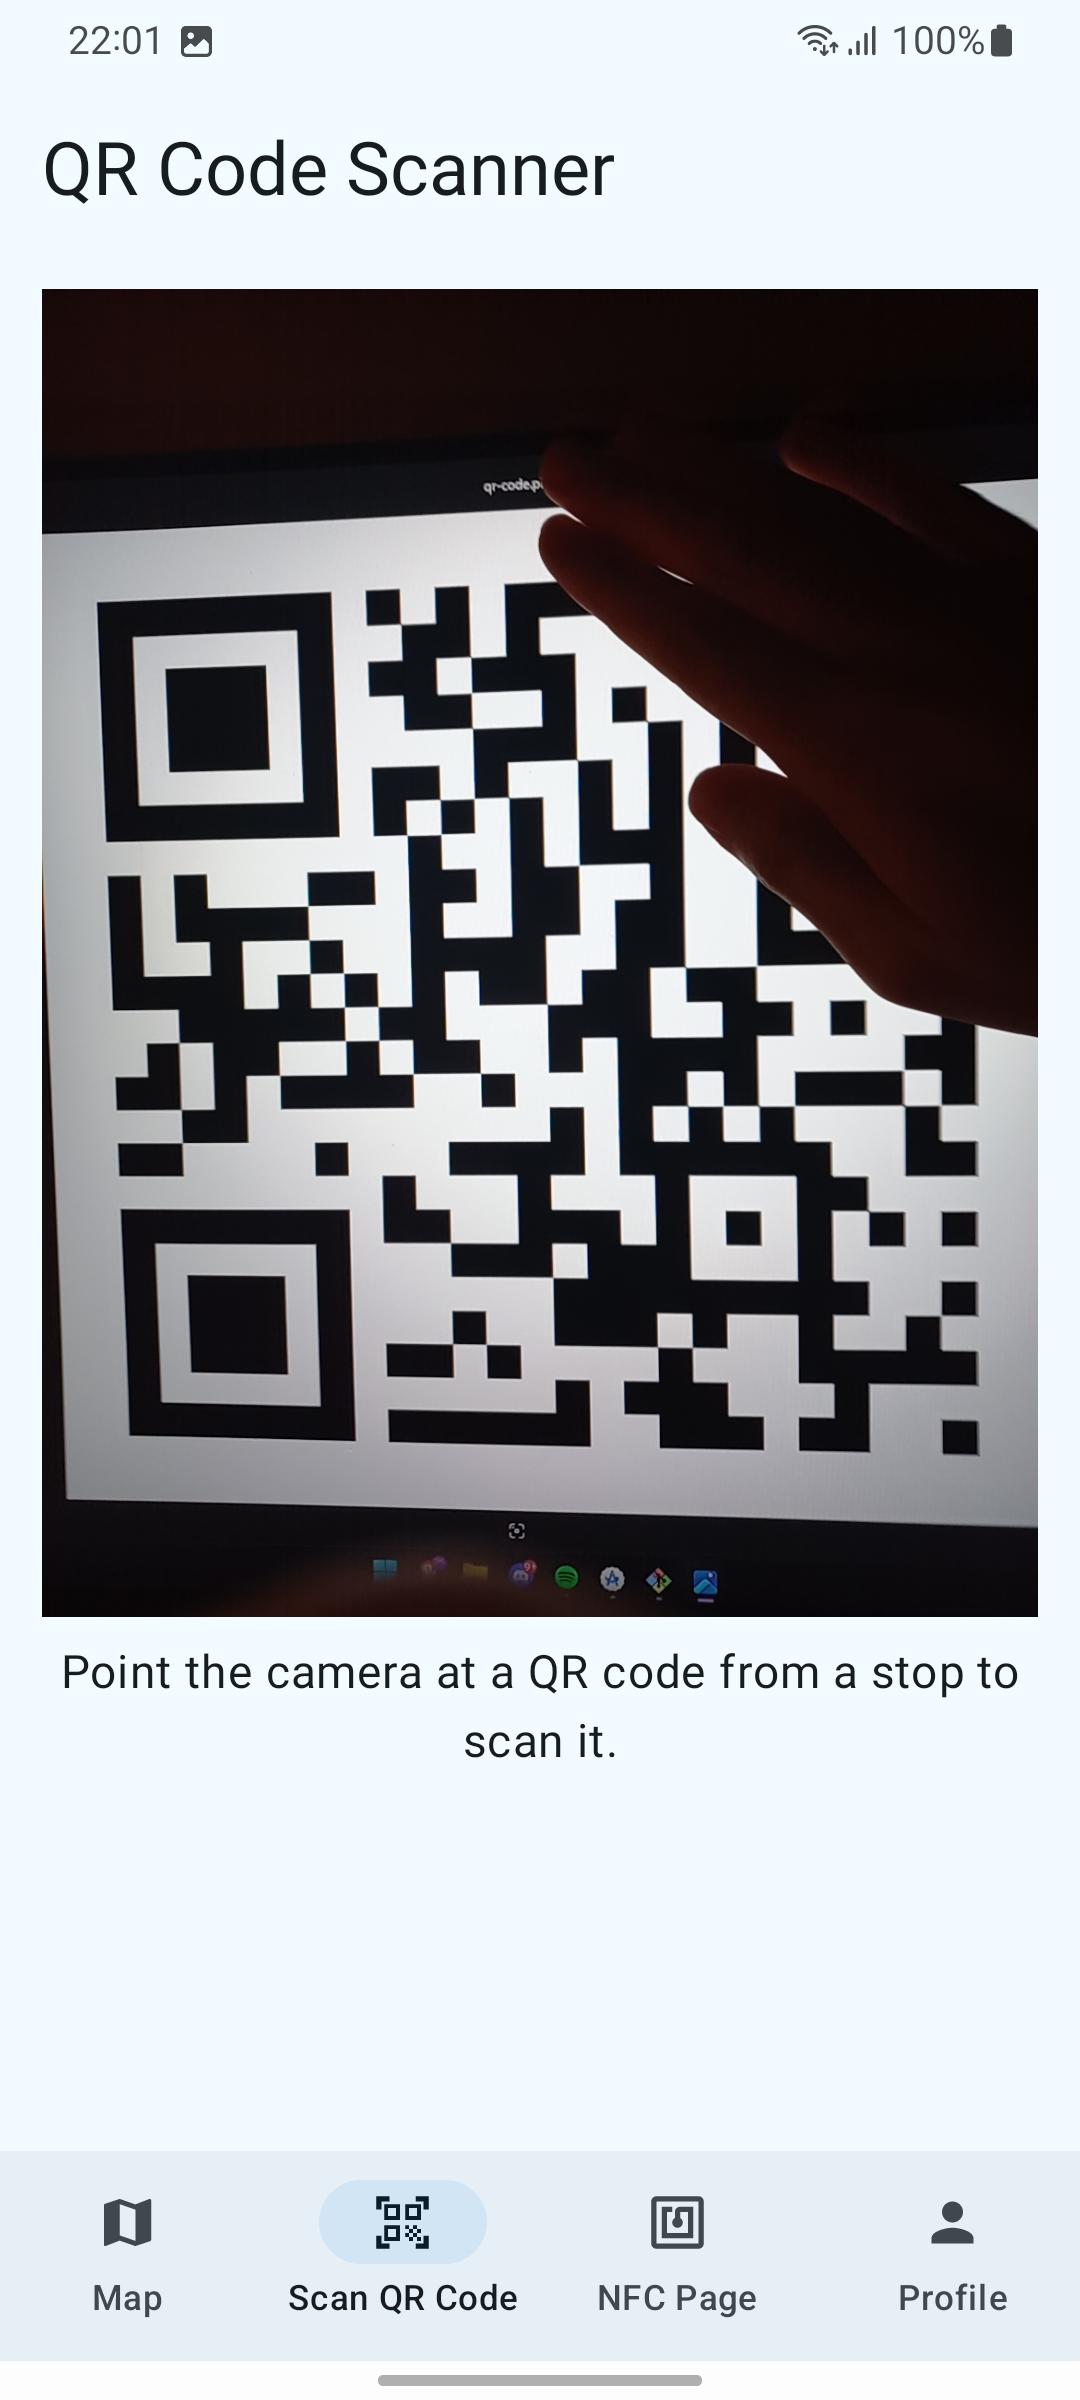 22:01
100%
QR Code Scanner
Point the camera at a QR code from a stop to
scan it.
Map
Scan QR Code
NFC Page
Profile